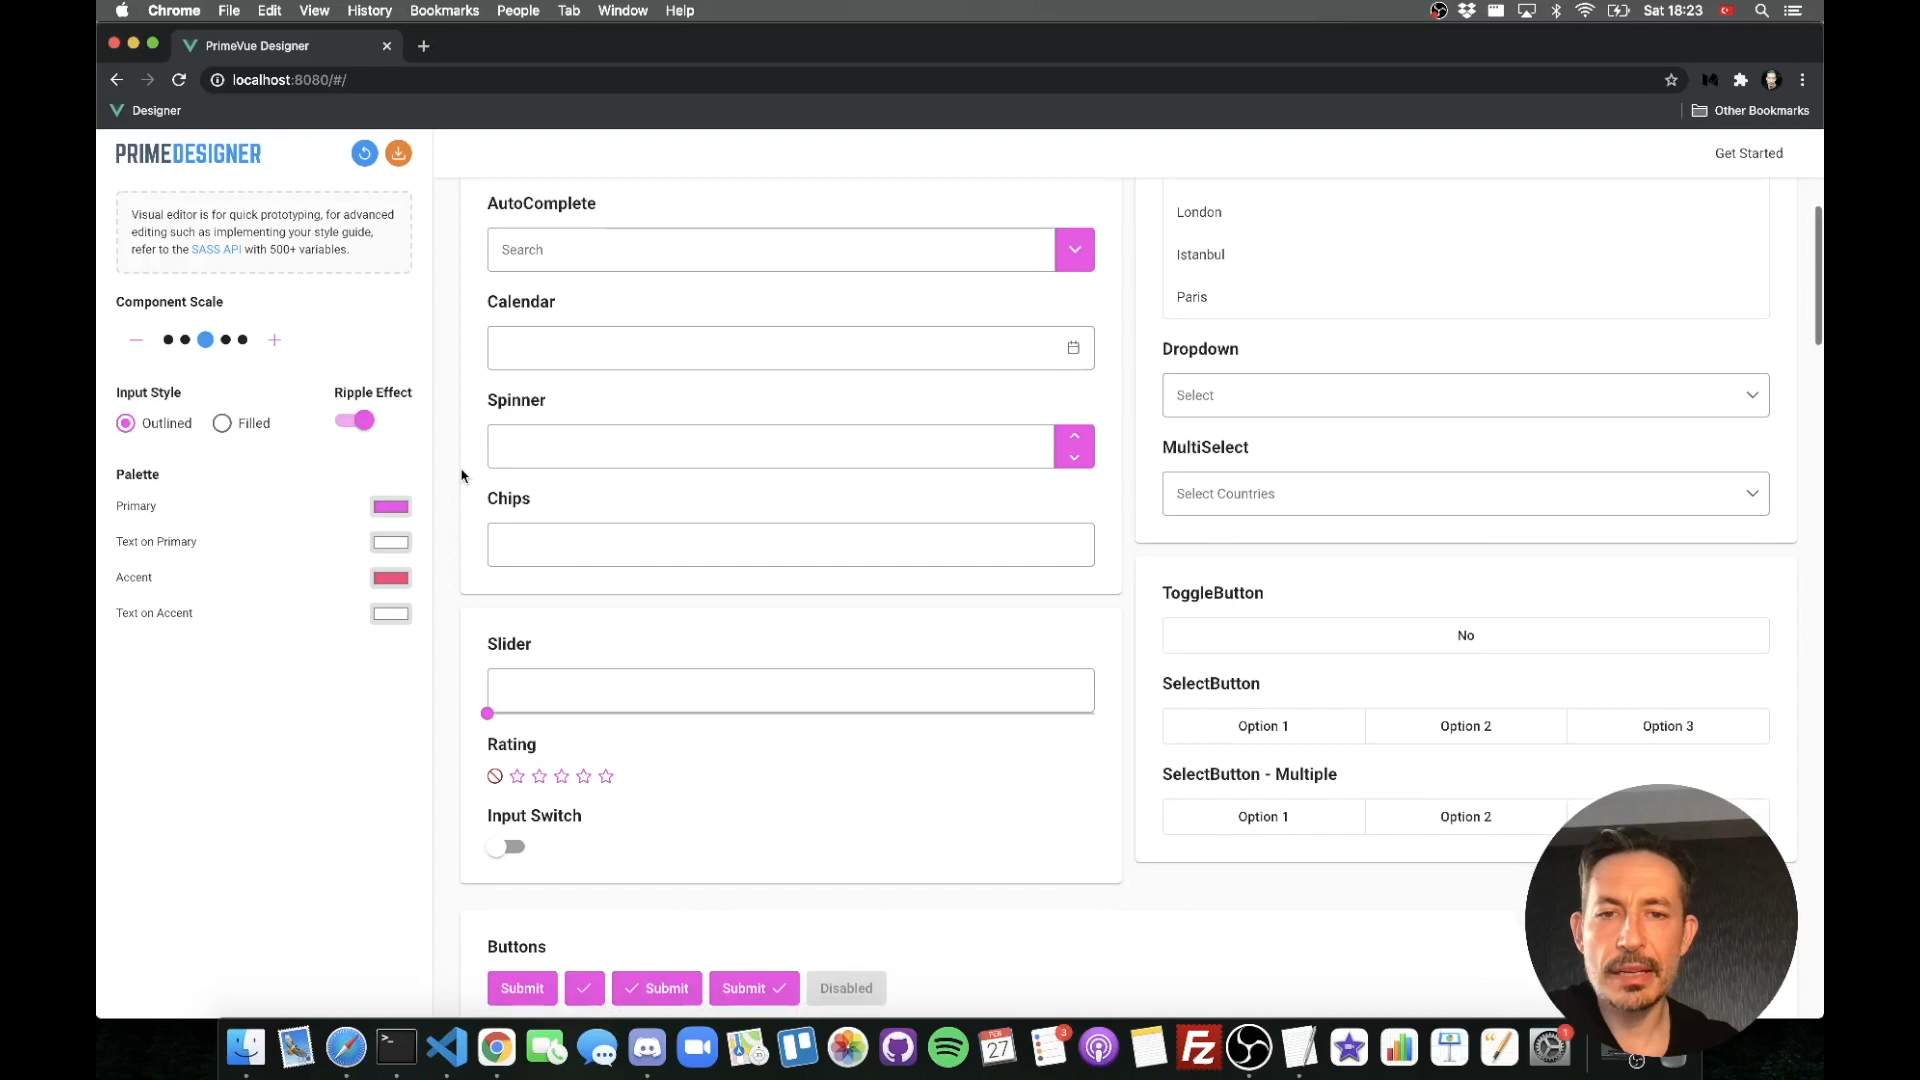 Chrome File Edit View History Bookmarks People Tab Window Help
Sat 18:23
PrimeVue Designer
localhost:8080/#/
Designer
Other Bookmarks
PRIMEDESIGNER
Get Started
Visual editor is for quick prototyping, for advanced
editing such as implementing your style guide,
refer to the SASS API with 500+ variables.
Component Scale
Input Style
Ripple Effect
Outlined
Filled
Palette
Primary
Text on Primary
Accent
Text on Accent
AutoComplete
Search
Calendar
Spinner
Chips
Slider
Rating
Input Switch
London
Istanbul
Paris
Dropdown
Select
MultiSelect
Select Countries
ToggleButton
No
SelectButton
Option 1 Option 2 Option 3
SelectButton - Multiple
Option 1 Option 2
Buttons
Submit Submit Submit Disabled
FEB
27
3
Fz
1